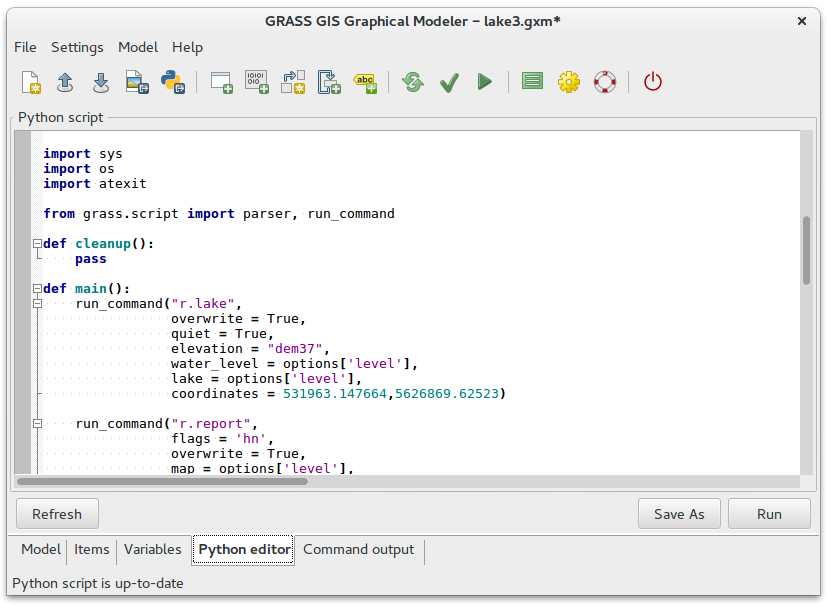 GRASS GIS Graphical Modeler – lake3.gxm*
File Settings Model Help
abc
Python script
import sys
import os
import atexit
from grass.script import parser, run_command
def cleanup():
pass
def main():
run_command("r.lake",
overwrite = True,
quiet = True,
elevation = "dem37",
water_level = options['level'],
lake = options['level'],
coordinates = 531963.147664,5626869.62523)
run_command("r.report",
flags = 'hn',
overwrite = True,
map = options['level'],
Refresh Save As Run
Model Items Variables Python editor Command output
Python script is up-to-date